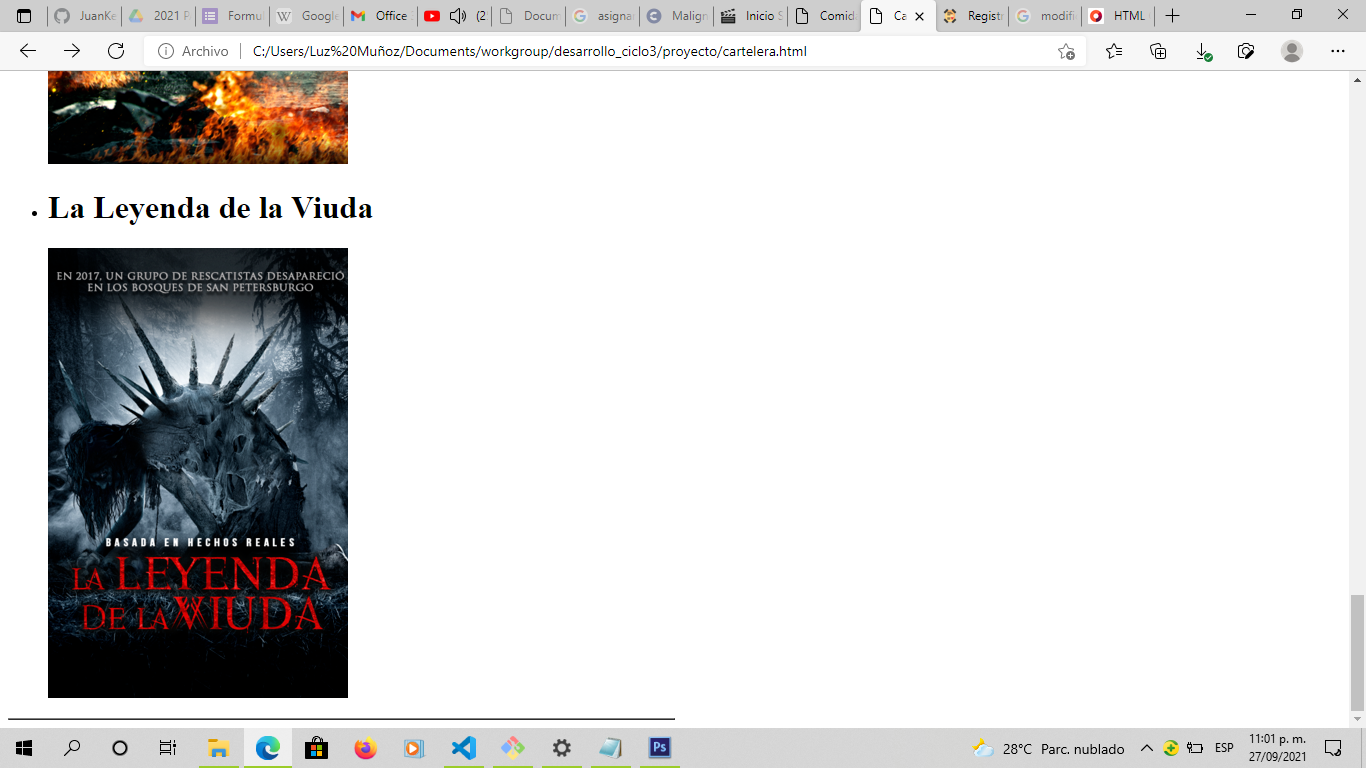 JuanKe
2021 P
Formul
Google
Office
(2
Docum
asigna
Malign
Inicio S
Comid
Ca
Registr
modifi
HTML
Archivo
C:/Users/Luz%20Muñoz/Documents/workgroup/desarrollo_ciclo3/proyecto/cartelera.html
• La Leyenda de la Viuda
EN 2017, UN GRUPO DE RESCATISTAS DESAPARECIÓ
EN LOS BOSQUES DE SAN PETERSBURGO
BASADA EN HECHOS REALES
LA LEYENDA
DE LA VIUDA
Ps
28°C Parc. nublado
ESP
11:01 p. m.
27/09/2021